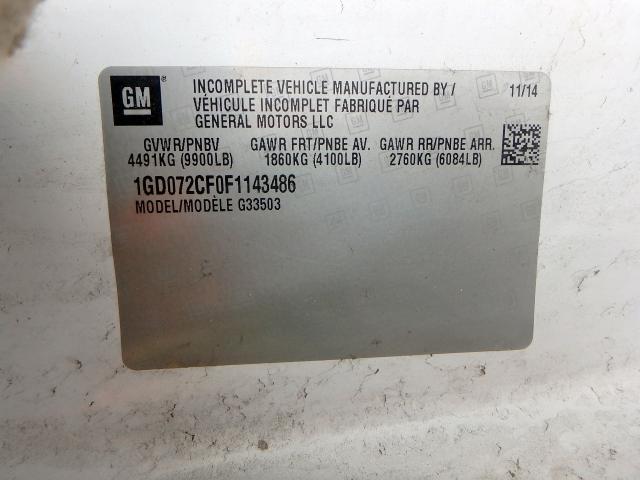 GM ®
INCOMPLETE VEHICLE MANUFACTURED BY / 11/14
VÉHICULE INCOMPLET FABRIQUÉ PAR
GENERAL MOTORS LLC
GVWR/PNBV GAWR FRT/PNBE AV. GAWR RR/PNBE ARR.
4491KG (9900LB) 1860KG (4100LB) 2760KG (6084LB)
1GD072CF0F1143486
MODEL/MODÈLE G33503